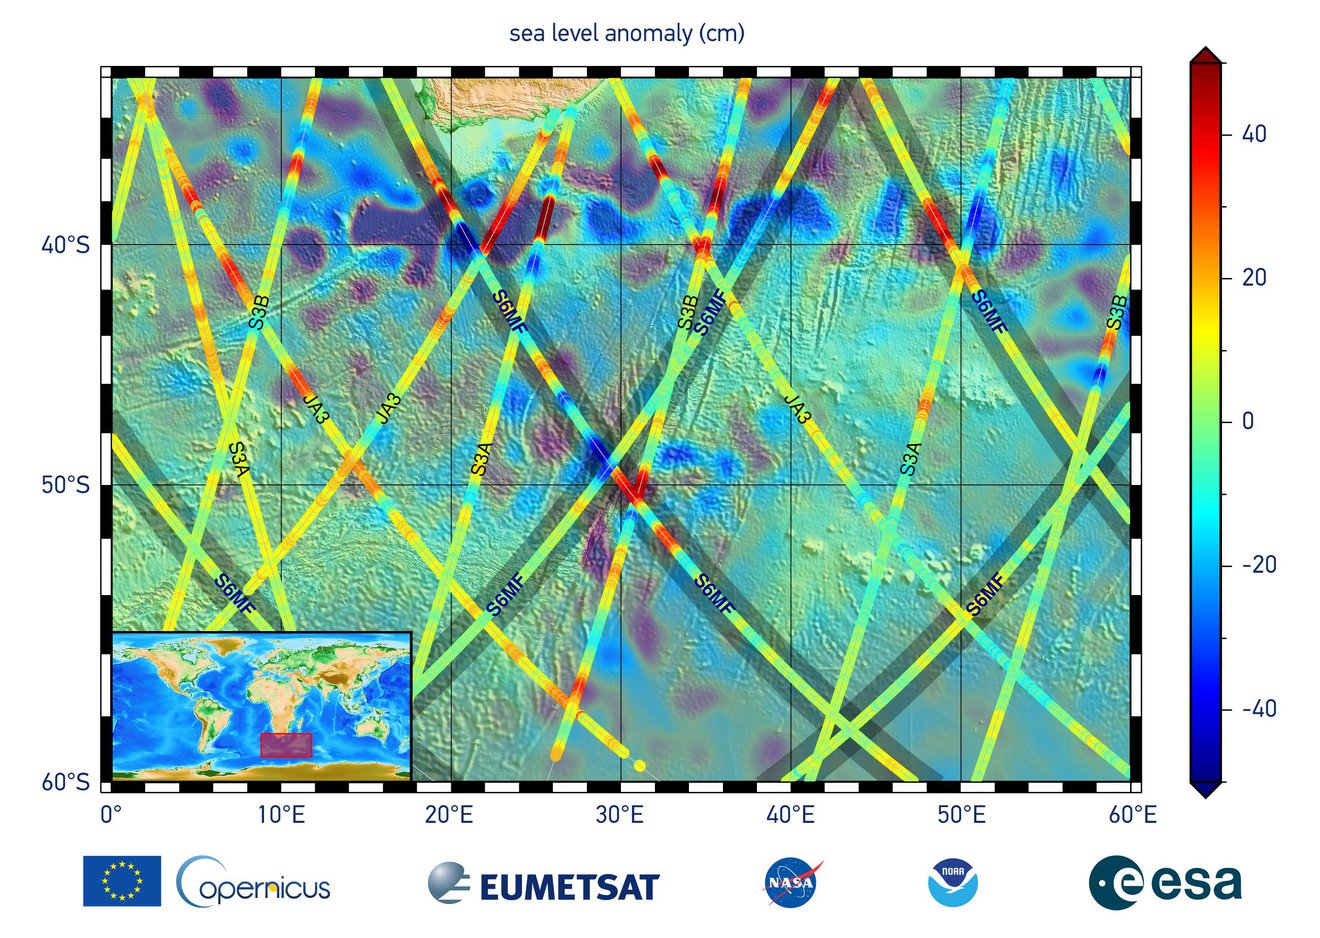 sea level anomaly (cm)
40
20
0
-20
-40
40°S
50°S
60°S
S3B
S3B
S6MF
S6MF
S6MF
S3B
JA3
JA3
JA3
S3A
S3A
S3A
S6MF
S6MF
S6MF
S6MF
0°
10°E
20°E
30°E
40°E
50°E
60°E
opernicus
EUMETSAT
NASA
NOAA
esa